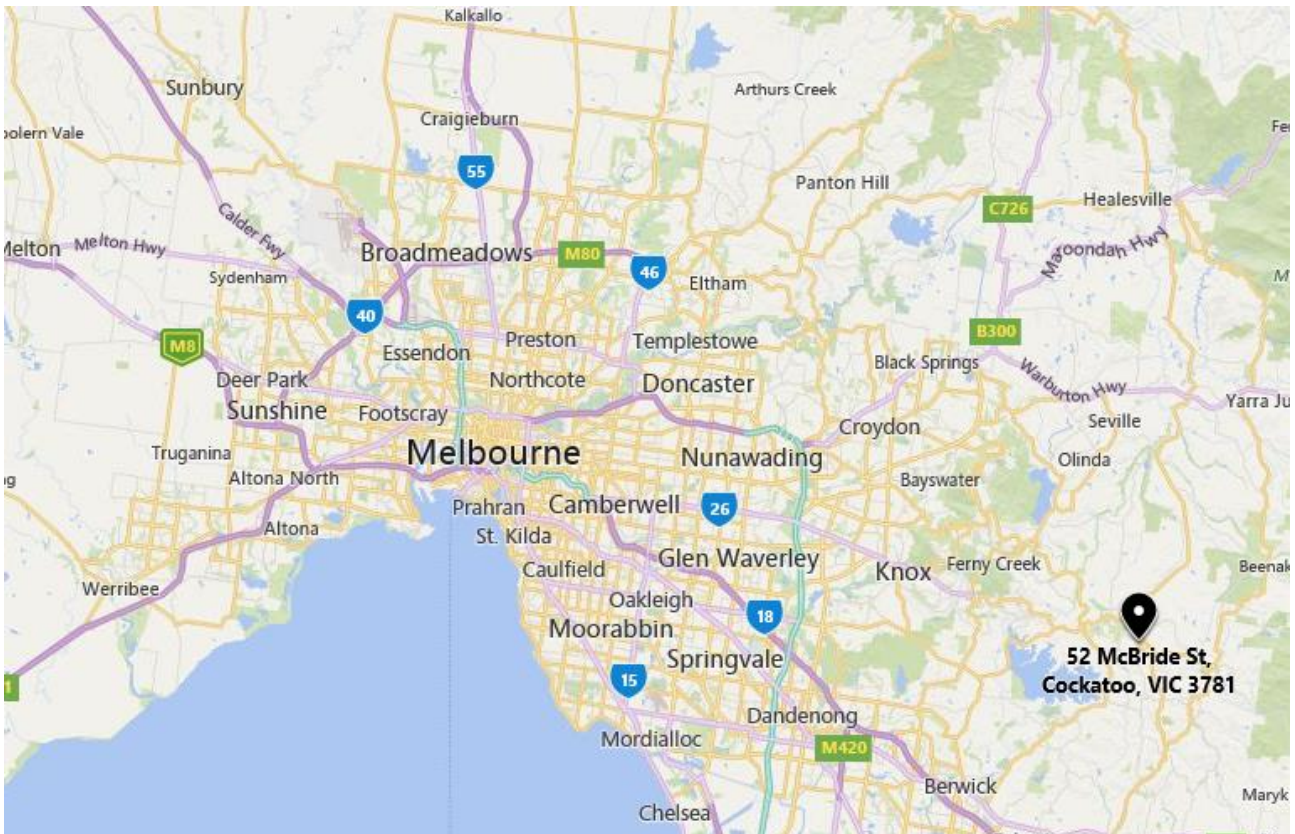 Kalkallo
Sunbury
Arthurs Creek
oolern Vale
Craigieburn
Fe
55
Panton Hill
Healesville
C726
Calder Fwy
Maroondah Hwy
Melton
Melton Hwy
Broadmeadows
M80
46
M
Sydenham
Eltham
40
B300
M8
Essendon
Preston
Templestowe
Black Springs
Deer Park
Northcote
Doncaster
Warburton Hwy
Sunshine
Footscray
Yarra Ju
Croydon
Seville
Truganina
Melbourne
Nunawading
Olinda
g
Altona North
Bayswater
Prahran
Camberwell
26
Altona
St. Kilda
Glen Waverley
Ferny Creek
Beenak
Caulfield
Knox
Werribee
Oakleigh
18
Moorabbin
52 McBride St,
Cockatoo, VIC 3781
Springvale
15
1
Dandenong
Mordialloc
M420
Berwick
Maryk
Chelsea